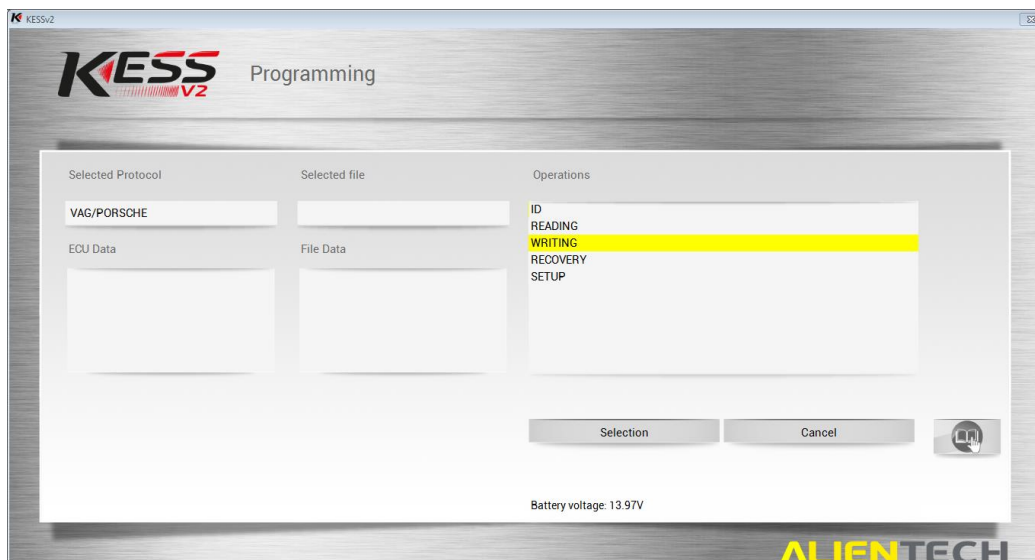 KESSv2
KESS V2
Programming
Selected Protocol
Selected file
Operations
VAG/PORSCHE
ID
READING
WRITING
RECOVERY
SETUP
ECU Data
File Data
Selection
Cancel
Battery voltage: 13.97V
ALIENTECH